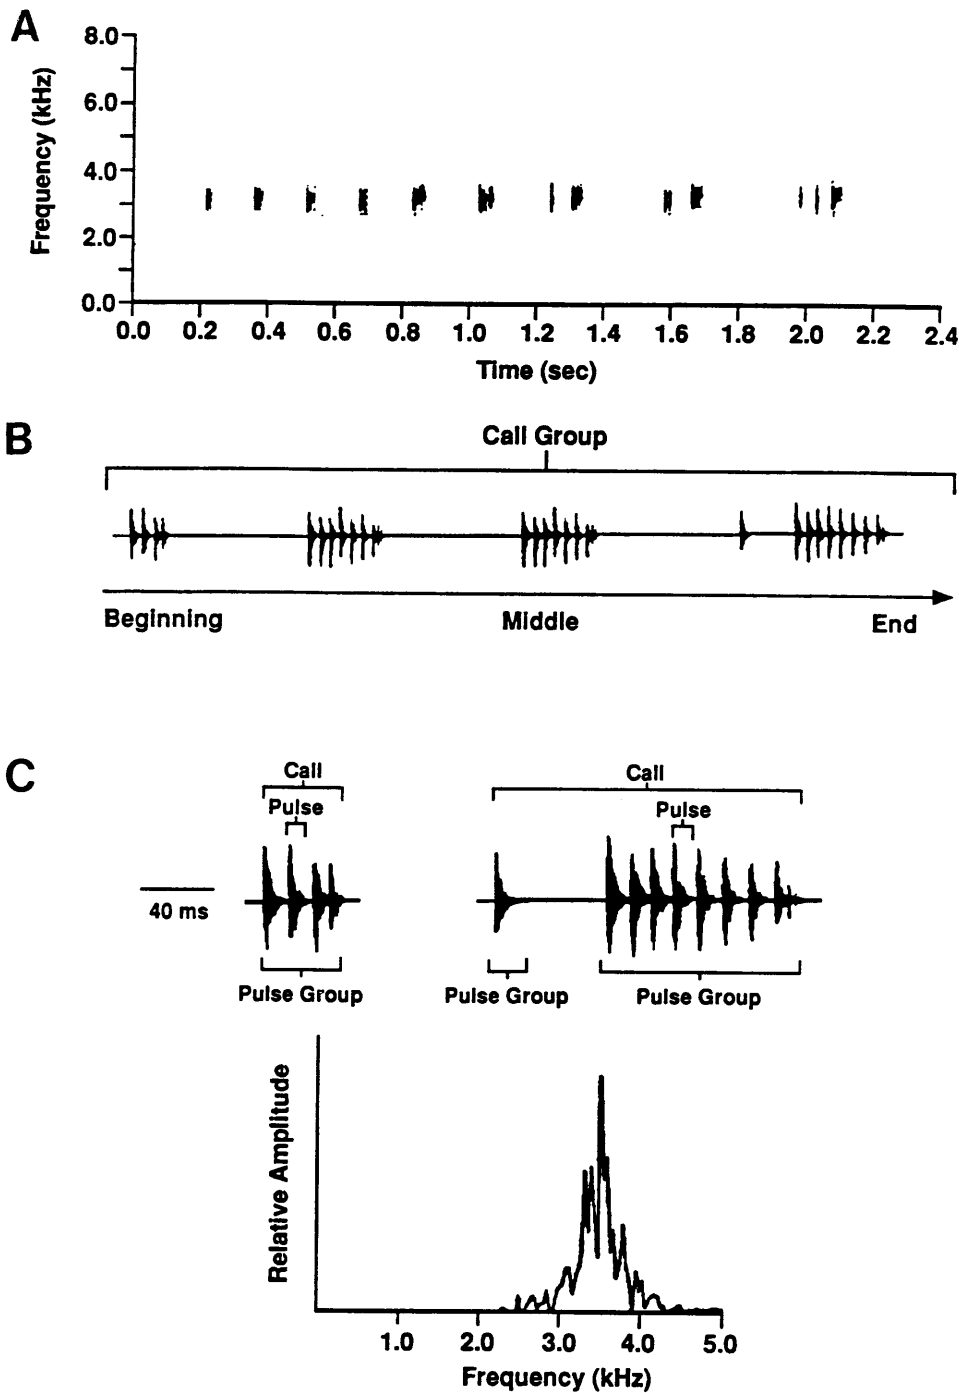 A
Frequency (kHz)
8.0
6.0
4.0
2.0
0.0
0.0 0.2 0.4 0.6 0.8 1.0 1.2 1.4 1.6 1.8 2.0 2.2 2.4
Time (sec)
B
Call Group
Beginning Middle End
C
Call Call
Pulse Pulse
40 ms
Pulse Group Pulse Group Pulse Group
Relative Amplitude
1.0 2.0 3.0 4.0 5.0
Frequency (kHz)